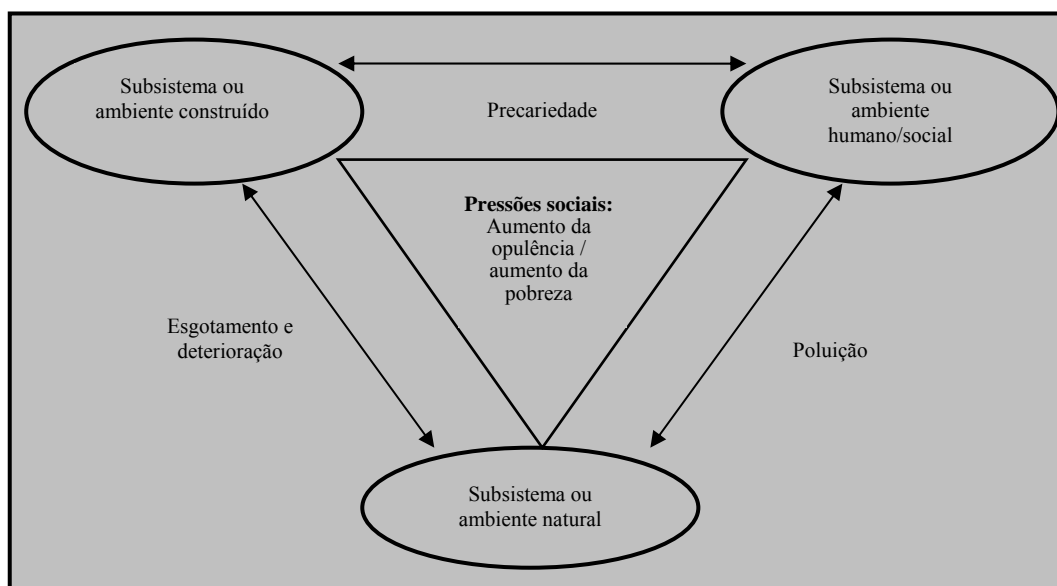 Subsistema ou
ambiente construído
Precariedade
Subsistema ou
ambiente
humano/social
Pressões sociais:
Aumento da
opulência /
aumento da
pobreza
Esgotamento e
deterioração
Poluição
Subsistema ou
ambiente natural